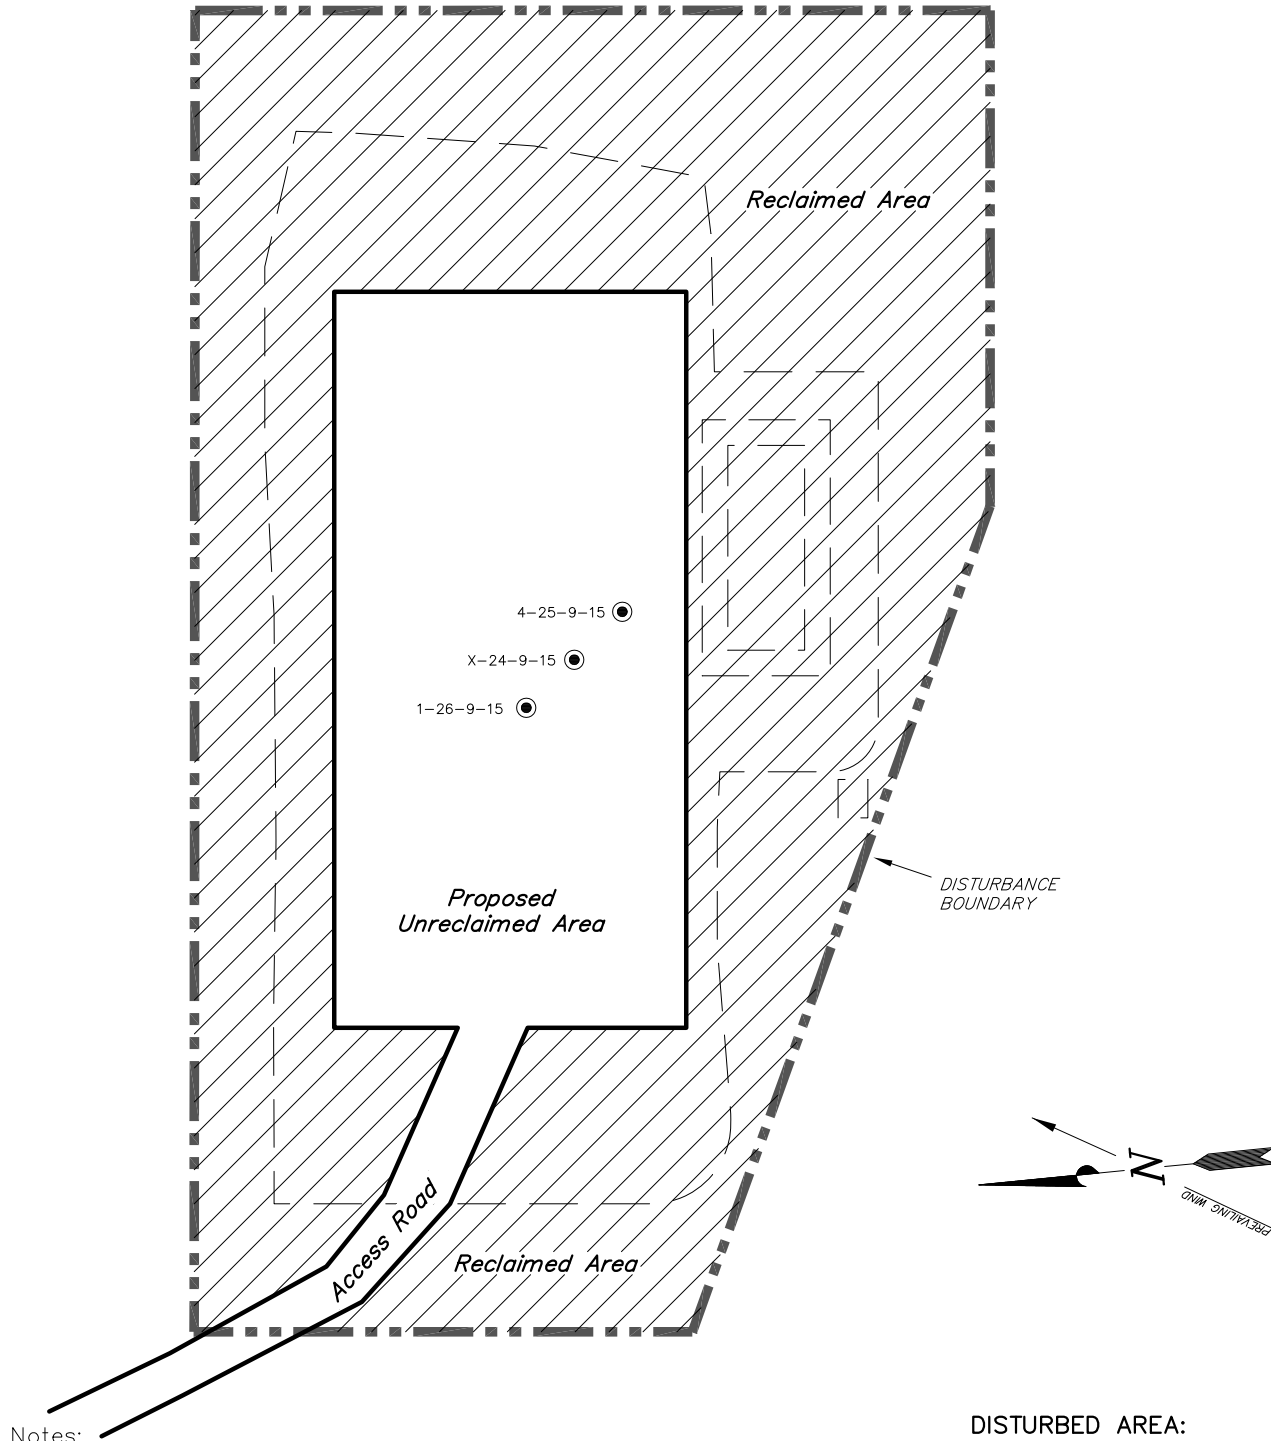 Reclaimed Area
4-25-9-15
X-24-9-15
1-26-9-15
Proposed
Unreclaimed Area
DISTURBANCE
BOUNDARY
N
PREVAILING WIND
Access Road
Reclaimed Area
Notes:
DISTURBED AREA: